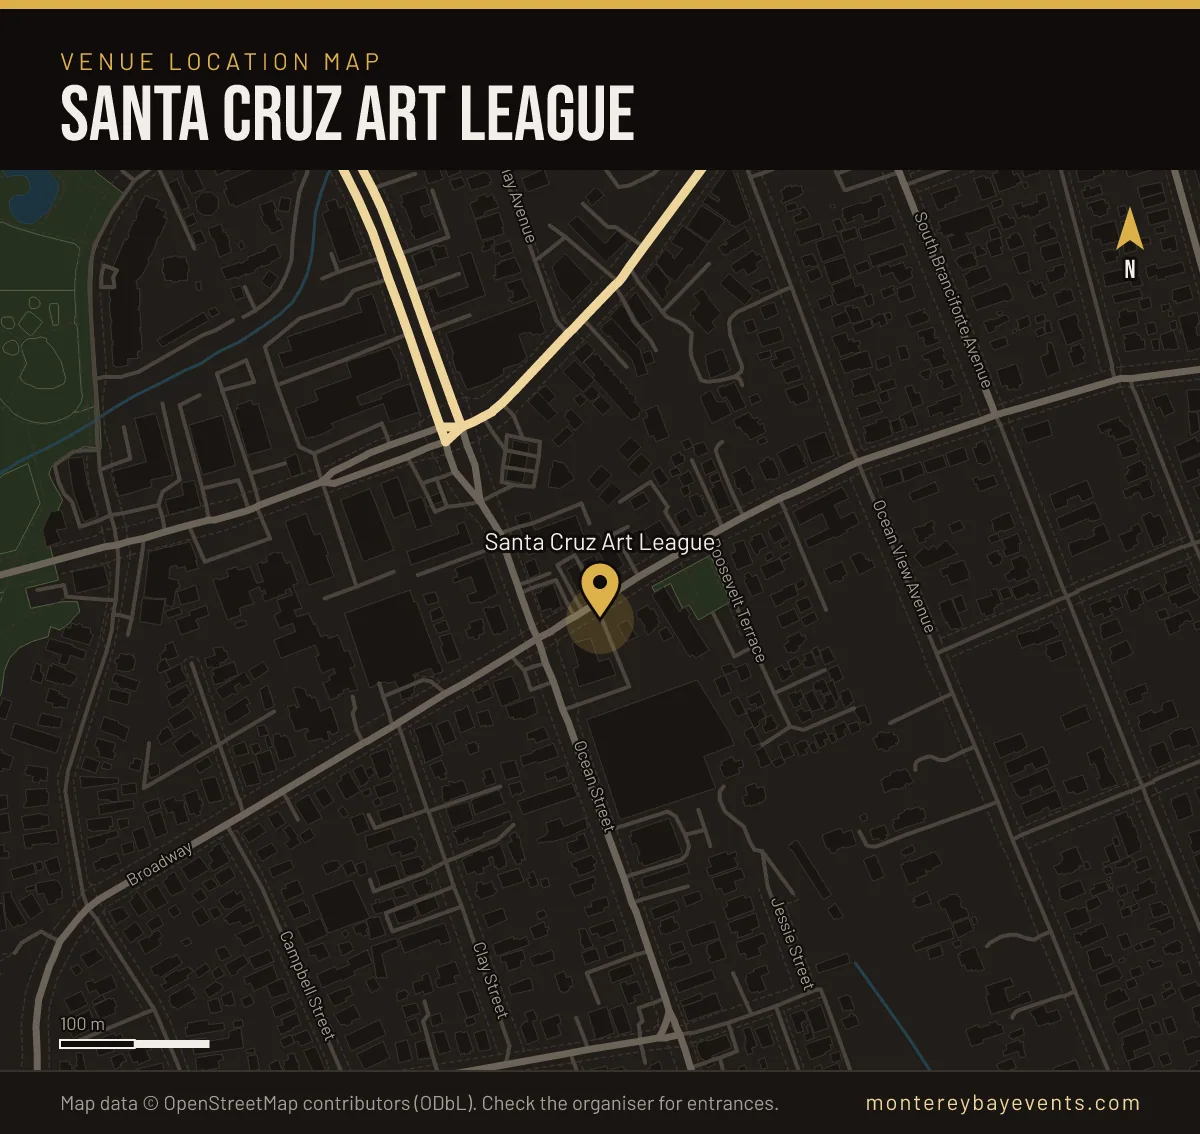 VENUE LOCATION MAP
SANTA CRUZ ART LEAGUE
Avenue
South Branciforte Avenue
N
Santa Cruz Art League
Ocean View Avenue
Terrace
Ocean Street
Broadway
Jessie Street
Campbell Street
Clay Street
100 m
Map data © OpenStreetMap contributors (ODbL). Check the organiser for entrances.
montereybayevents.com